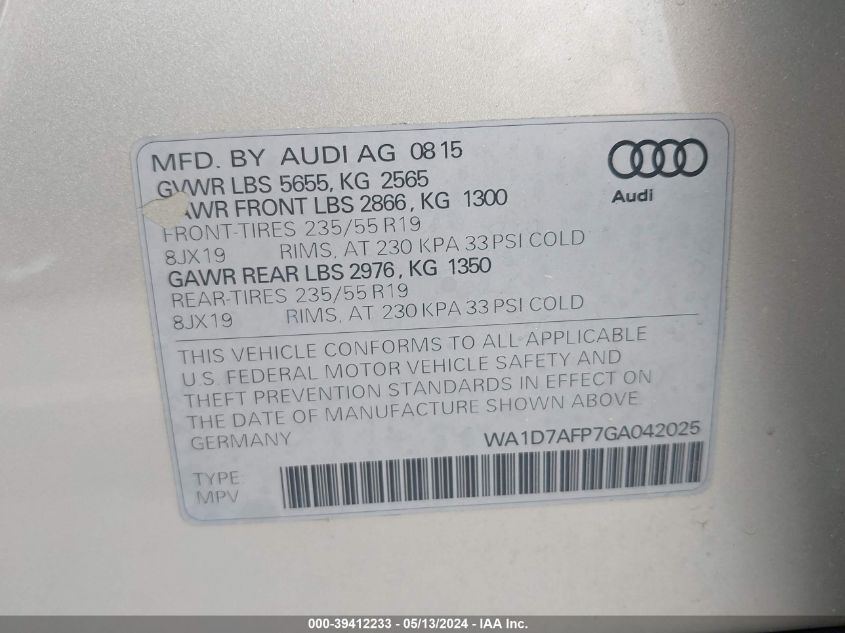 MFD. BY AUDI AG 0815
GVWR LBS 5655, KG 2565
AWR FRONT LBS 2866, KG 1300
FRONT-TIRES 235/55 R19
8JX19 RIMS, AT 230 KPA 33 PSI COLD
GAWR REAR LBS 2976, KG 1350
REAR-TIRES 235/55 R19
8JX19 RIMS, AT 230 KPA 33 PSI COLD
Audi
THIS VEHICLE CONFORMS TO ALL APPLICABLE
U.S. FEDERAL MOTOR VEHICLE SAFETY AND
THEFT PREVENTION STANDARDS IN EFFECT ON
THE DATE OF MANUFACTURE SHOWN ABOVE.
GERMANY WA1D7AFP7GA042025
TYPE:
MPV
000-39412233 - 05/13/2024 - IAA Inc.